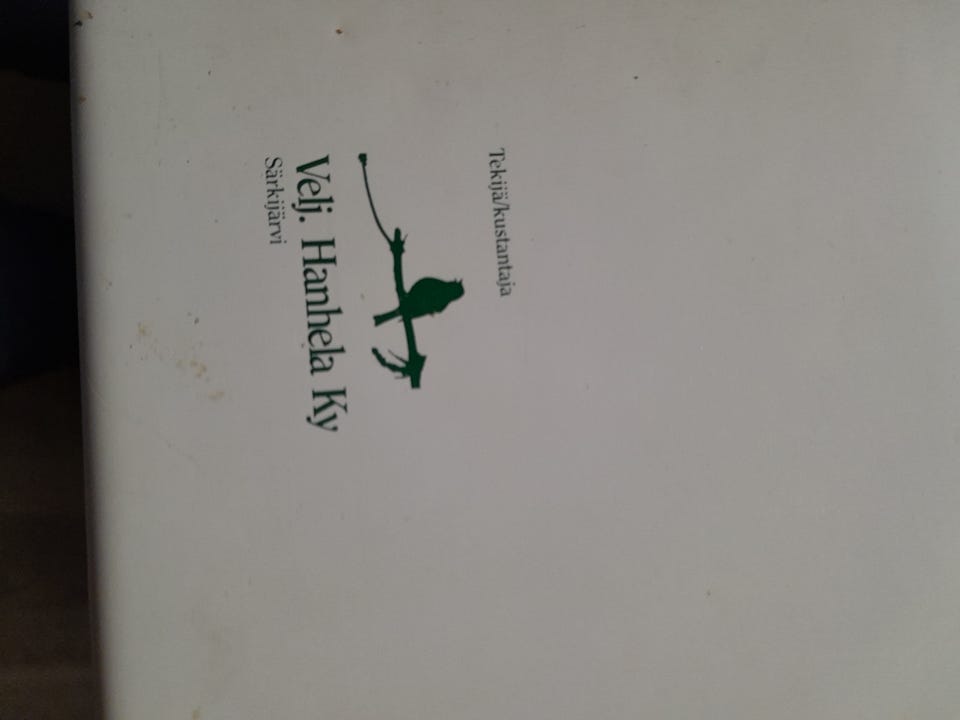 Tekijä/kustantaja
Velj. Hanhela Ky
Särkijärvi